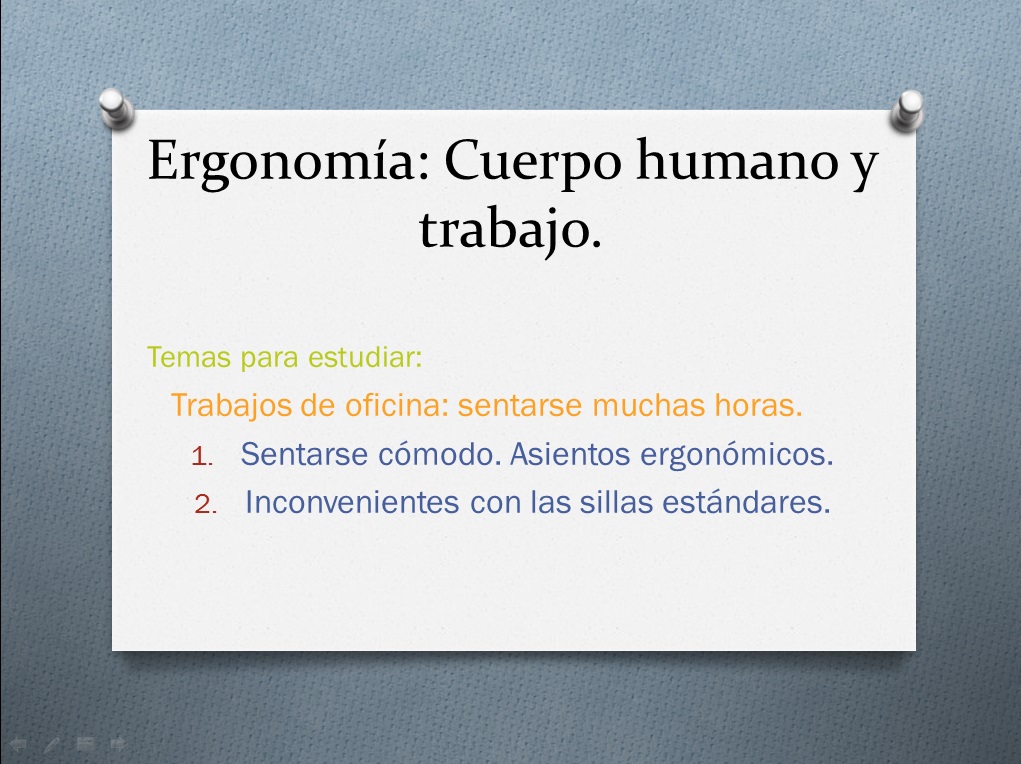 Ergonomía: Cuerpo humano y
trabajo.
Temas para estudiar:
Trabajos de oficina: sentarse muchas horas.
1. Sentarse cómodo. Asientos ergonómicos.
2. Inconvenientes con las sillas estándares.